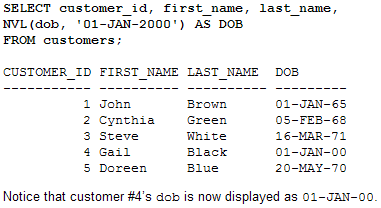 SELECT customer_id, first_name, last_name,
NVL(dob, '01-JAN-2000') AS DOB
FROM customers;
CUSTOMER_ID FIRST_NAME LAST_NAME  DOB
----------- ---------- ---------- ---------
          1 John       Brown      01-JAN-65
          2 Cynthia    Green      05-FEB-68
          3 Steve      White      16-MAR-71
          4 Gail       Black      01-JAN-00
          5 Doreen     Blue       20-MAY-70
Notice that customer #4's dob is now displayed as 01-JAN-00.